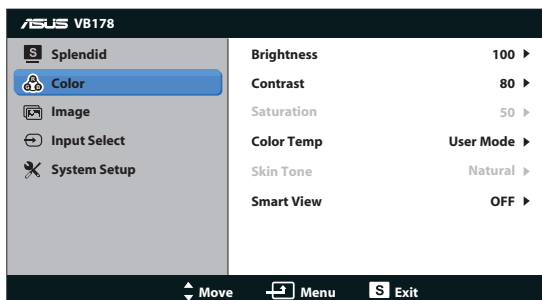 ASUS VB178
S Splendid
Color
Image
Input Select
System Setup
Brightness 100
Contrast 80
Saturation 50
Color Temp User Mode
Skin Tone Natural
Smart View OFF
Move Menu S Exit